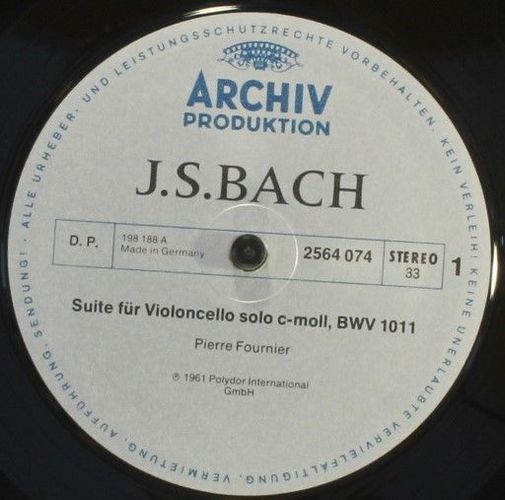 ALLE URHEBER- UND LEISTUNGSSCHUTZRECHTE VORBEHALTEN. KEIN VERLEIH! KEINE UNERLAUBTE VERVIELFÄLTIGUNG, VERMIETUNG, AUFFÜHRUNG, SENDUNG!
ARCHIV
PRODUKTION
J.S.BACH
D. P.
198 188 A
Made in Germany
2564 074
STEREO
33
1
Suite für Violoncello solo c-moll, BWV 1011
Pierre Fournier
℗ 1961 Polydor International
GmbH